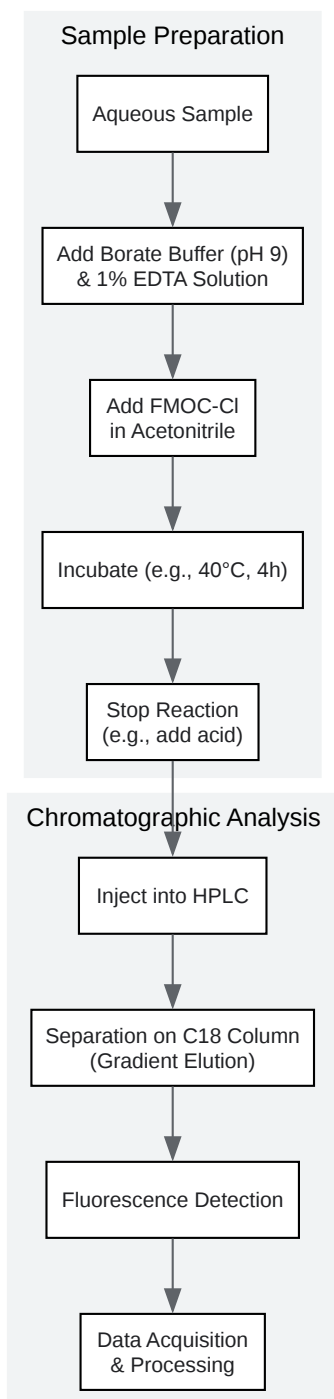 Sample Preparation
Aqueous Sample
Add Borate Buffer (pH 9)
& 1% EDTA Solution
Add FMOC-Cl
in Acetonitrile
Incubate (e.g., 40°C, 4h)
Stop Reaction
(e.g., add acid)
Chromatographic Analysis
Inject into HPLC
Separation on C18 Column
(Gradient Elution)
Fluorescence Detection
Data Acquisition
& Processing